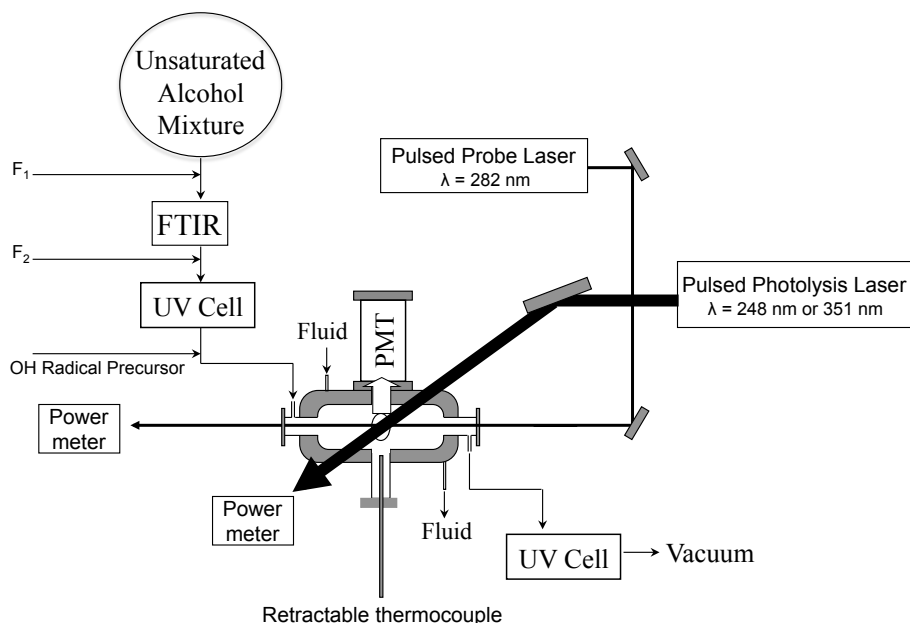 Unsaturated
Alcohol
Mixture
F1
FTIR
F2
UV Cell
OH Radical Precursor
Pulsed Probe Laser
λ = 282 nm
Pulsed Photolysis Laser
λ = 248 nm or 351 nm
Fluid
PMT
Power
meter
Power
meter
Fluid
UV Cell
Vacuum
Retractable thermocouple